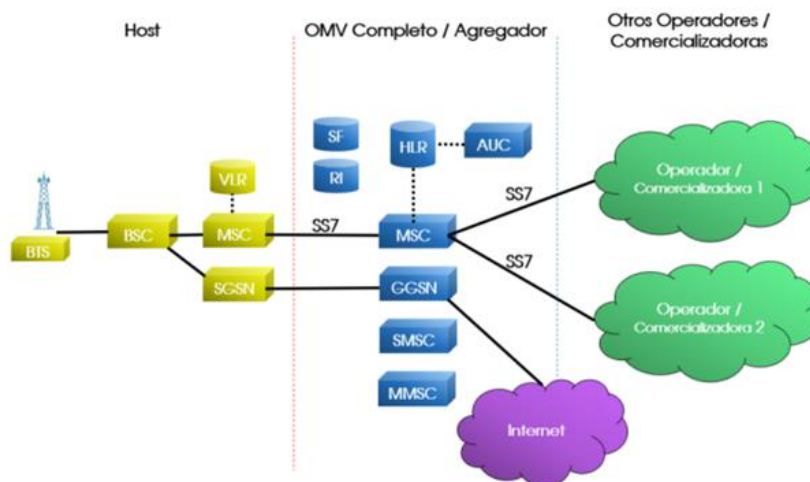 Host
OMV Completo / Agregador
Otros Operadores /
Comercializadoras
SF
RI
HLR
AUC
VLR
BTS
BSC
MSC
SS7
MSC
SS7
SS7
SGSN
GGSN
SMSC
MMSC
Operador /
Comercializadora 1
Operador /
Comercializadora 2
Internet